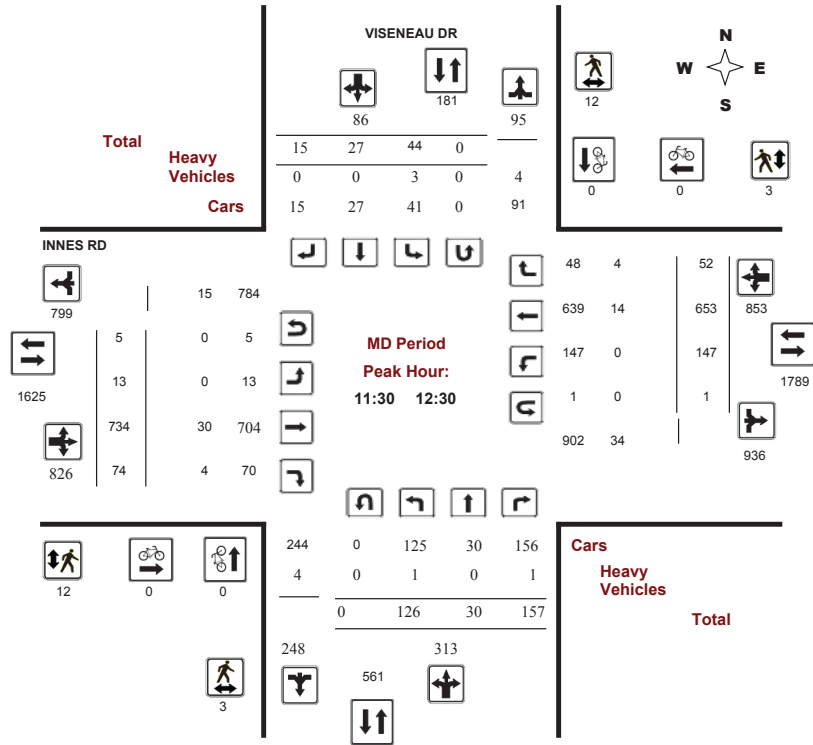 VISENEAU DR
N
W E
S
181
12
86 95
Total
15 27 44 0
Heavy
Vehicles
0 0 3 0 4
Cars
15 27 41 0 91
0 0 3
INNES RD
48 4 52
799
15 784
639 14 653 853
5 0 5
MD Period
147 0 147
Peak Hour:
1625
13 0 13
11:30 12:30
1789
1 0 1
734 30 704
902 34
936
826
74 4 70
244 0 125 30 156
Cars
4 0 1 0 1
Heavy
Vehicles
12 0 0
0 126 30 157
Total
248 313
561
3